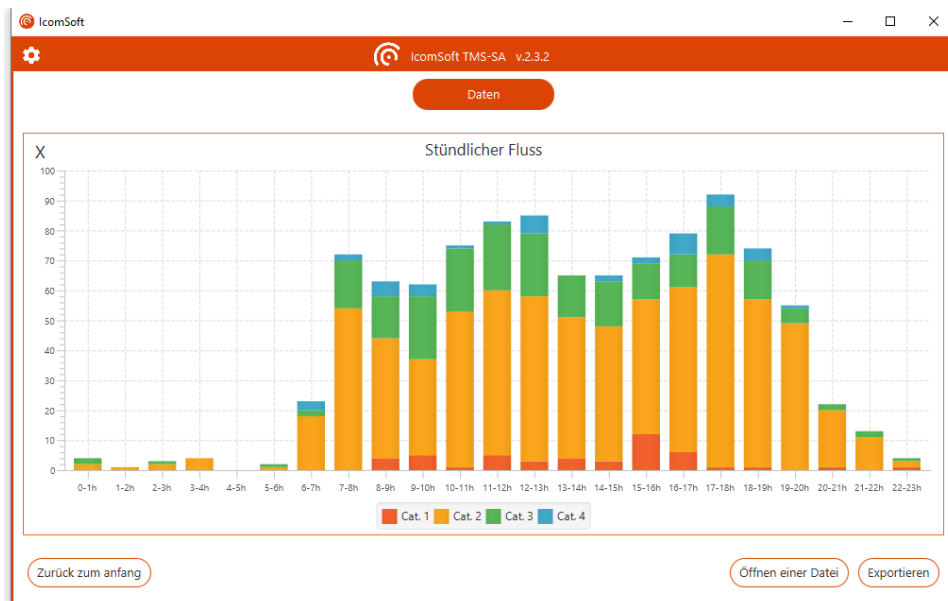 IcomSoft
IcomSoft TMS-SA v.2.3.2
Daten
X
Stündlicher Fluss
100
90
80
70
60
50
40
30
20
10
0
0-1h 1-2h 2-3h 3-4h 4-5h 5-6h 6-7h 7-8h 8-9h 9-10h 10-11h 11-12h 12-13h 13-14h 14-15h 15-16h 16-17h 17-18h 18-19h 19-20h 20-21h 21-22h 22-23h
Cat. 1 Cat. 2 Cat. 3 Cat. 4
Zurück zum anfang Öffnen einer Datei Exportieren